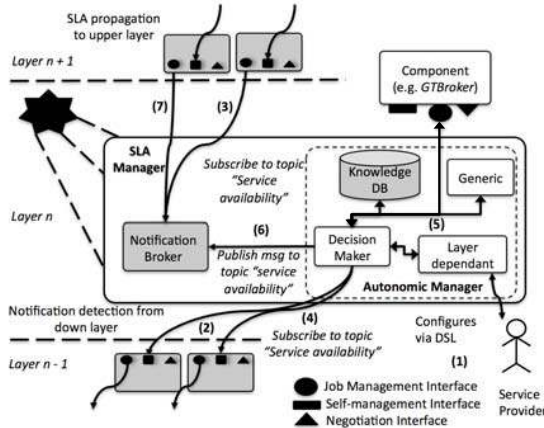 SLA propagation
to upper layer
Layer n + 1
(7)
(3)
Component
(e.g. GTBroker)
SLA
Manager
Subscribe to topic
"Service
availability"
Knowledge
DB
Generic
Layer n
(5)
(6)
Notification
Broker
Decision
Maker
Layer
dependant
Publish msg to
topic "service
availability"
Autonomic Manager
Notification detection from
down layer
(2)
(4)
Subscribe to topic
"Service availability"
Configures
via DSL
(1)
Layer n - 1
Job Management Interface
Self-management Interface
Negotiation Interface
Service
Provider